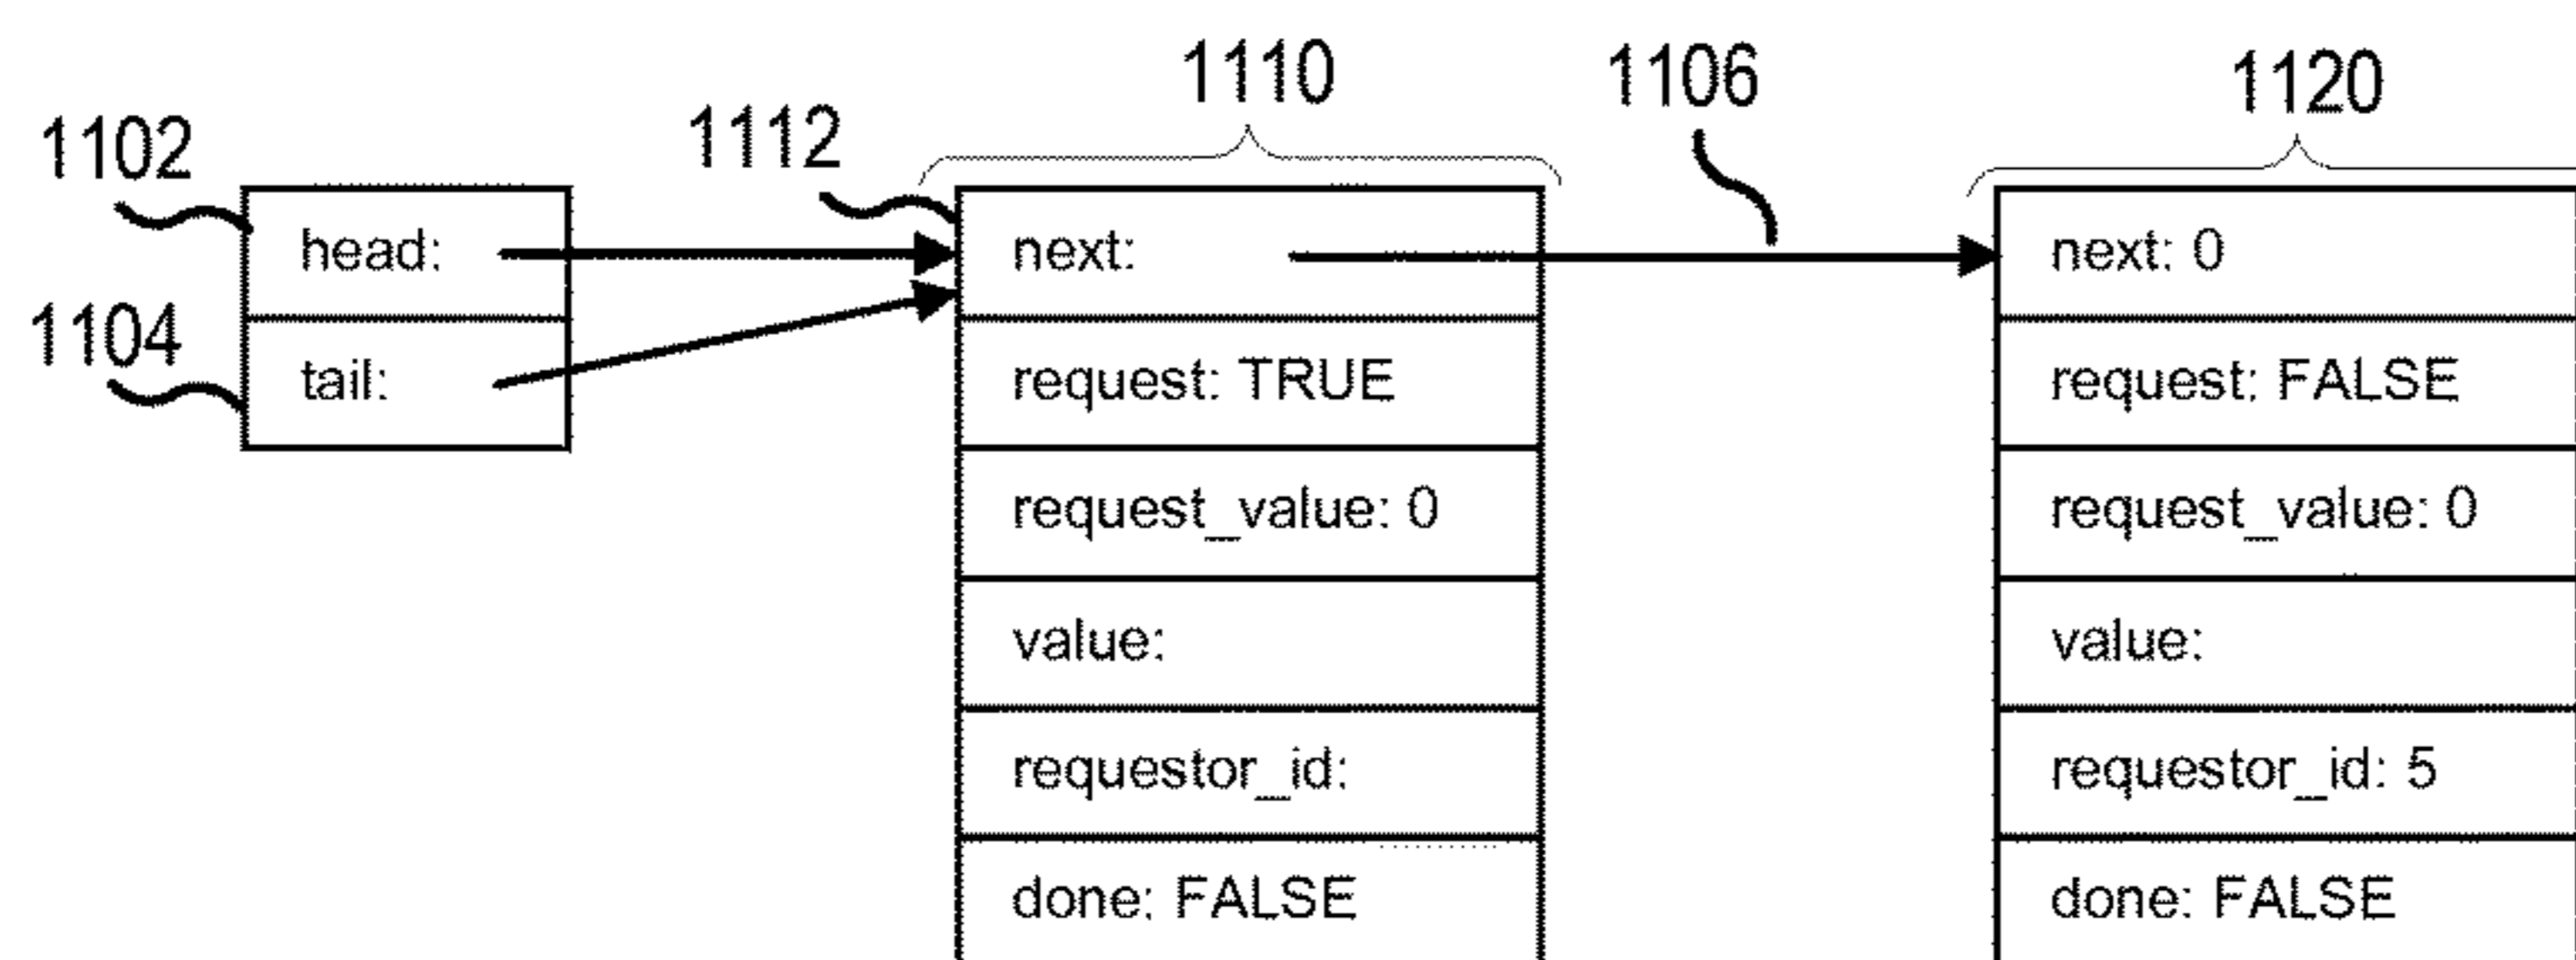 1110
1106
1120
1112
1102
head:
next:
next: 0
1104
tail:
request: TRUE
request: FALSE
request_value: 0
request_value: 0
value:
value:
requestor_id:
requestor_id: 5
done: FALSE
done: FALSE